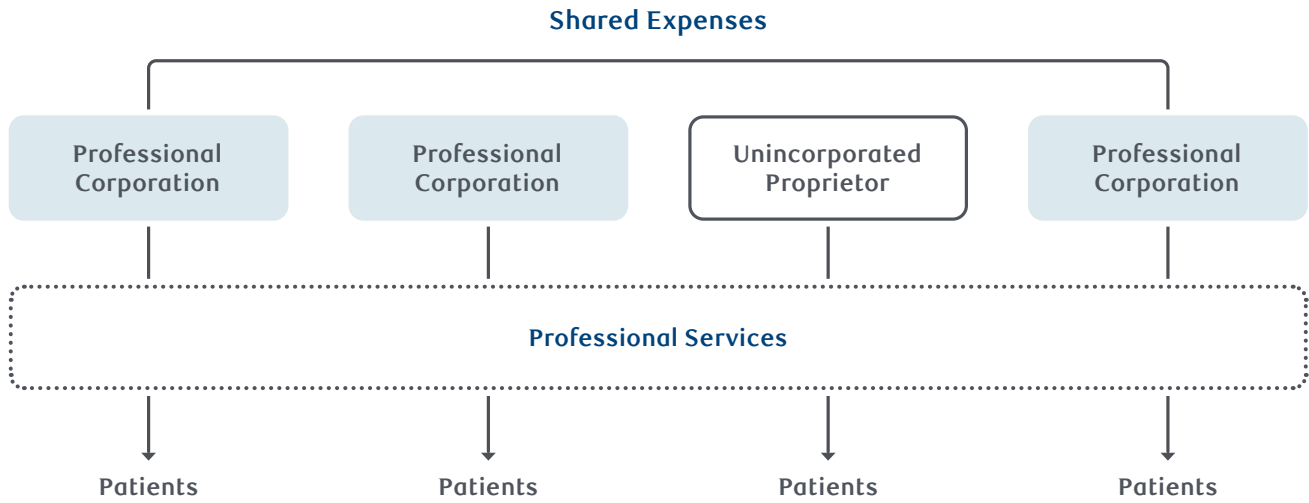 Shared Expenses
Professional
Corporation
Professional
Corporation
Unincorporated
Proprietor
Professional
Corporation
Professional Services
Patients
Patients
Patients
Patients